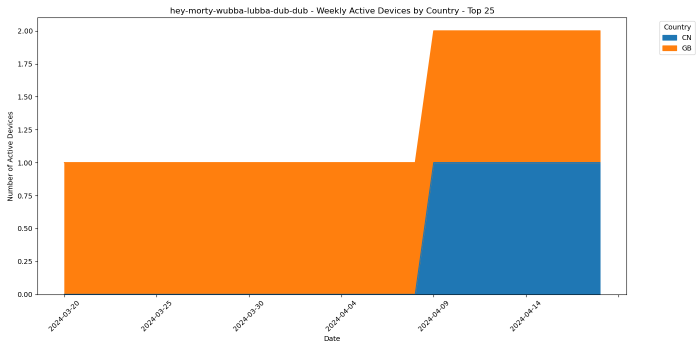 hey-morty-wubba-lubba-dub-dub - Weekly Active Devices by Country - Top 25
Country
CN
GB
Number of Active Devices
2.00
1.75
1.50
1.25
1.00
0.75
0.50
0.25
0.00
2024-03-20
2024-03-25
2024-03-30
2024-04-04
2024-04-09
2024-04-14
Date